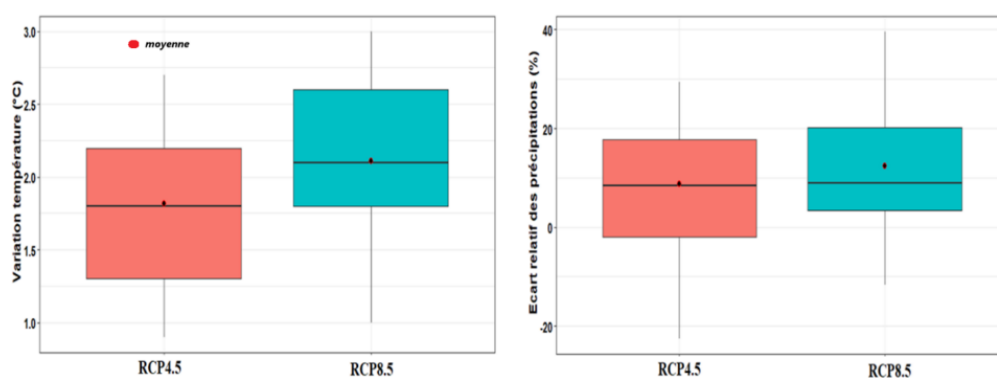 Variation température (°C)
3.0
2.5
2.0
1.5
1.0
moyenne
RCP4.5
RCP8.5
Ecart relatif des précipitations (%)
40
20
0
-20
RCP4.5
RCP8.5